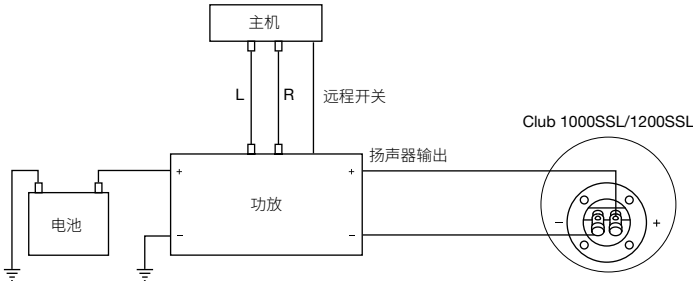 主机
L
R
远程开关
Club 1000SSL/1200SSL
扬声器输出
+
+
功放
电池
−
+
−
−